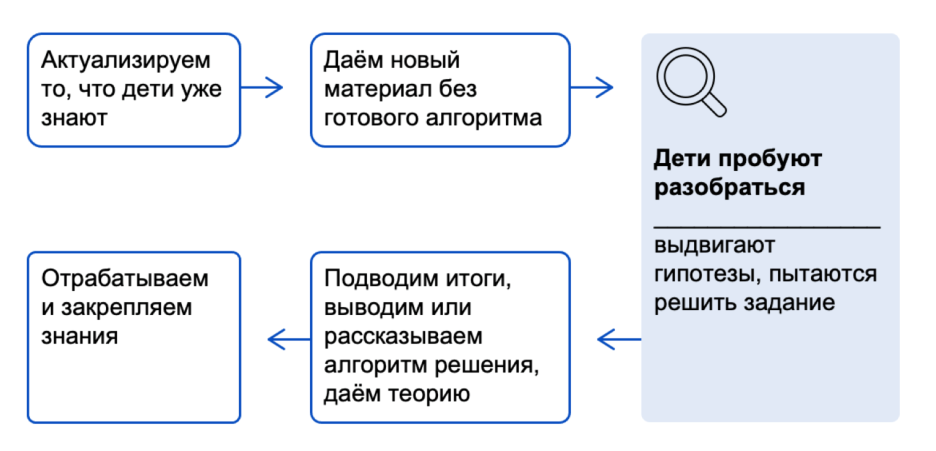 Актуализируем
то, что дети уже
знают
Даём новый
материал без
готового алгоритма
Дети пробуют
разобраться
выдвигают
гипотезы, пытаются
решить задание
Подводим итоги,
выводим или
рассказываем
алгоритм решения,
даём теорию
Отрабатываем
и закрепляем
знания